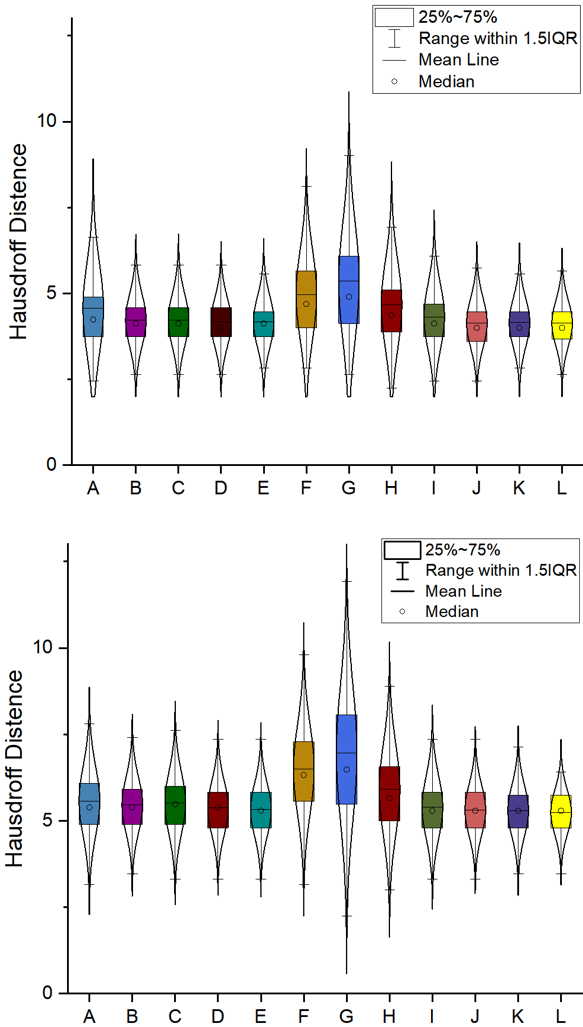 25%~75%
Range within 1.5IQR
Mean Line
Median
Hausdroff Distence
10
5
0
A B C D E F G H I J K L
25%~75%
Range within 1.5IQR
Mean Line
Median
Hausdroff Distence
10
5
0
A B C D E F G H I J K L